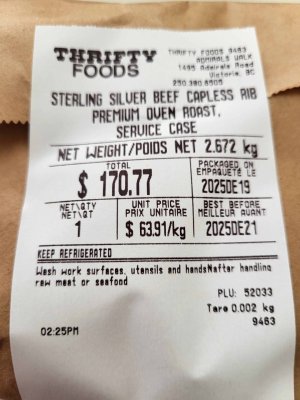 THRIFTY FOODS
THRIFTY FOODS 9463
ADMIRALS WALK
1495 Admirals Road
Victoria, BC
250 380 6505
STERLING SILVER BEEF CAPLESS RIB
PREMIUM OVEN ROAST,
SERVICE CASE
NET WEIGHT/POIDS NET 2.672 kg
TOTAL
$ 170.77
PACKAGED ON
EMPAQUETÉ LE
2025DE19
NET\QTY
NET\QT
1
UNIT PRICE
PRIX UNITAIRE
$ 63.91/kg
BEST BEFORE
MEILLEUR AVANT
2025DE21
KEEP REFRIGERATED
Wash work surfaces, utensils and handsNafter handling
raw meat or seafood
PLU: 52033
Tare 0.002 kg
9463
02:25PM